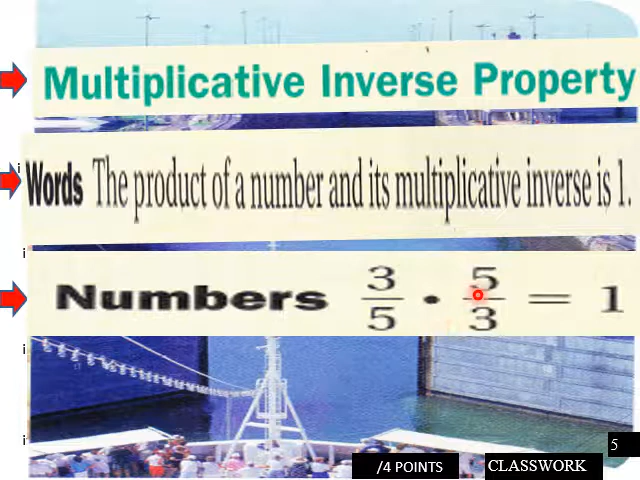 Multiplicative Inverse Property
Words The product of a number and its multiplicative inverse is 1.
Numbers 3/5 • 5/3 = 1
5
/4 POINTS CLASSWORK